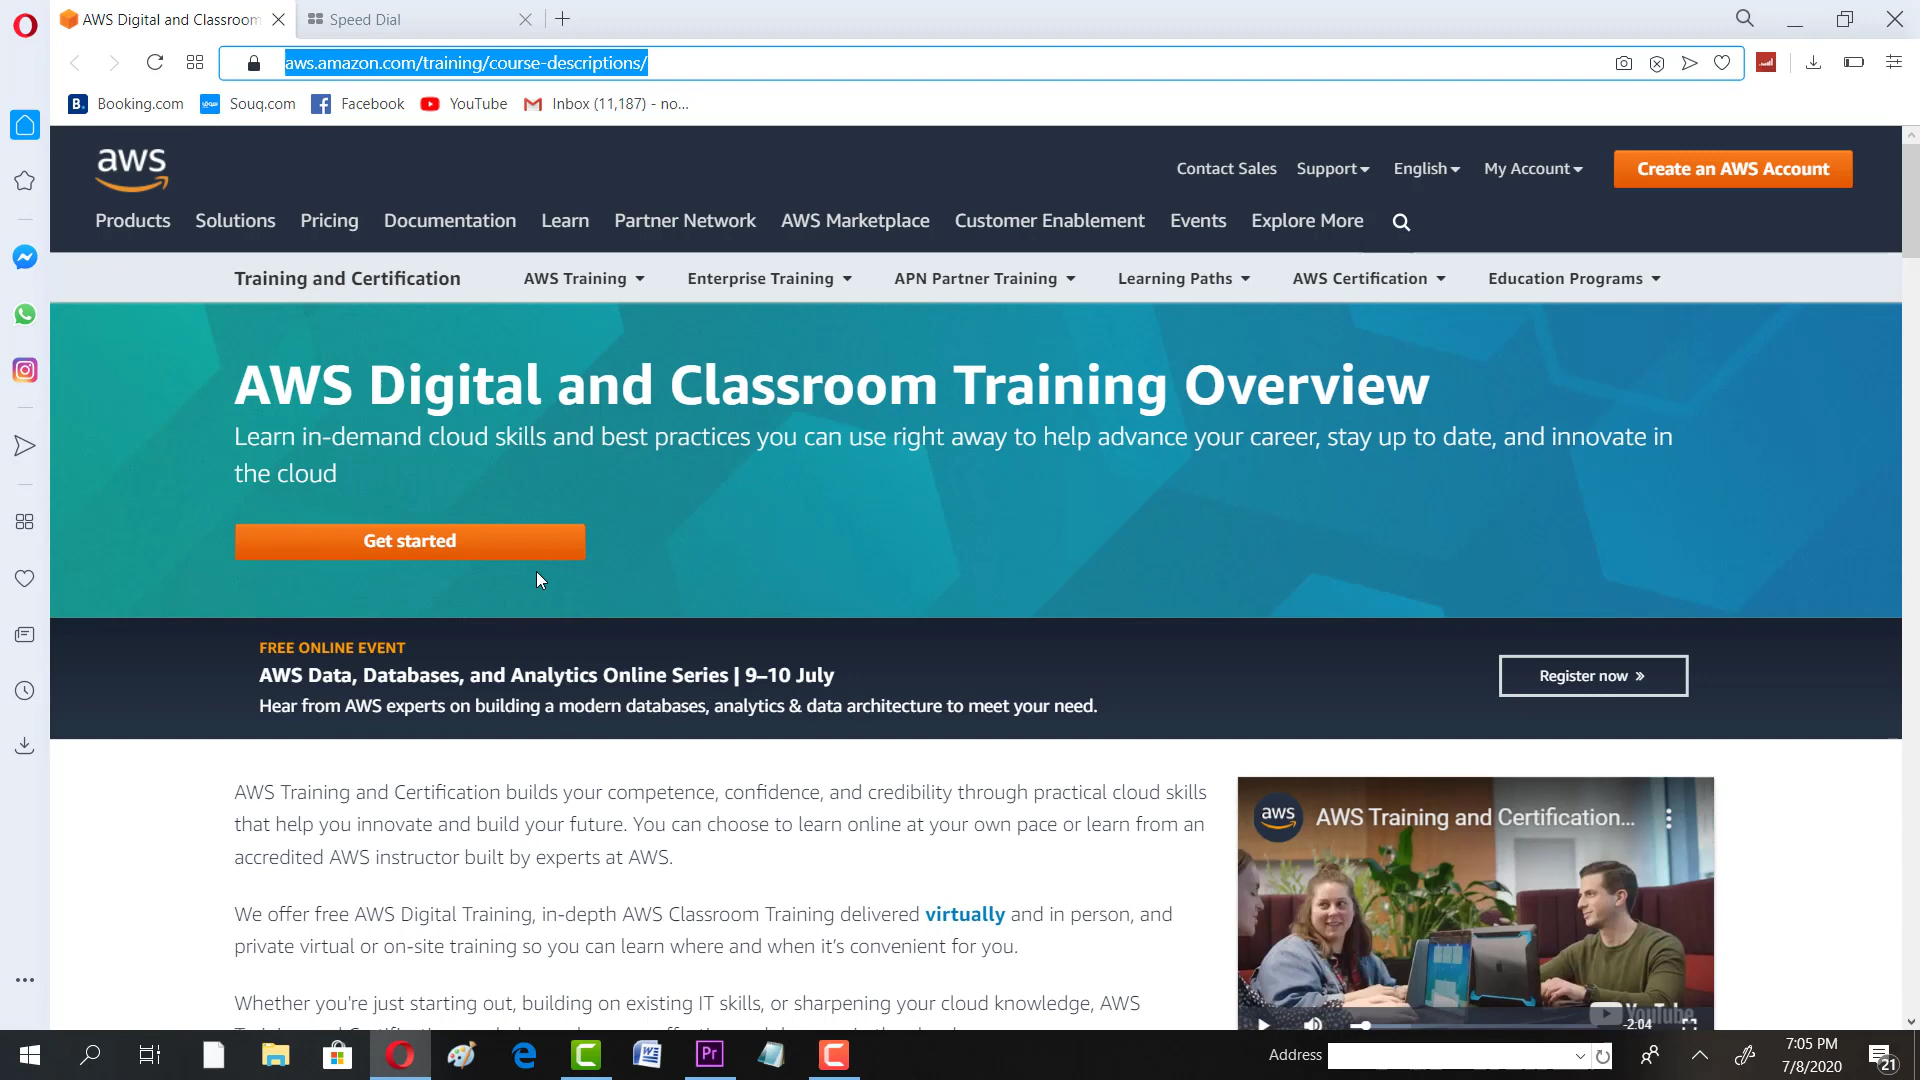 AWS Digital and Classroom
Speed Dial
aws.amazon.com/training/course-descriptions/
B. Booking.com
Souq.com
Facebook
YouTube
Inbox (11,187) - no...
aws
Contact Sales
Support
English
My Account
Create an AWS Account
Products
Solutions
Pricing
Documentation
Learn
Partner Network
AWS Marketplace
Customer Enablement
Events
Explore More
Training and Certification
AWS Training
Enterprise Training
APN Partner Training
Learning Paths
AWS Certification
Education Programs
AWS Digital and Classroom Training Overview
Learn in-demand cloud skills and best practices you can use right away to help advance your career, stay up to date, and innovate in
the cloud
Get started
FREE ONLINE EVENT
AWS Data, Databases, and Analytics Online Series | 9–10 July
Hear from AWS experts on building a modern databases, analytics & data architecture to meet your need.
Register now »
AWS Training and Certification builds your competence, confidence, and credibility through practical cloud skills
that help you innovate and build your future. You can choose to learn online at your own pace or learn from an
accredited AWS instructor built by experts at AWS.
We offer free AWS Digital Training, in-depth AWS Classroom Training delivered virtually and in person, and
private virtual or on-site training so you can learn where and when it's convenient for you.
Whether you're just starting out, building on existing IT skills, or sharpening your cloud knowledge, AWS
aws
AWS Training and Certification...
YouTube
-2:04
Pr
Address
7:05 PM
7/8/2020
21